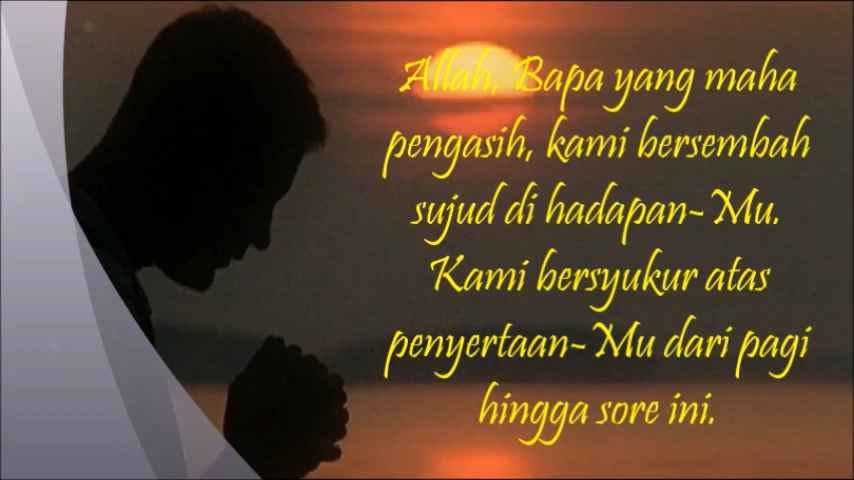 Allah, Bapa yang maha
pengasih, kami bersembah
sujud di hadapan-Mu.
Kami bersyukur atas
penyertaan-Mu dari pagi
hingga sore ini.